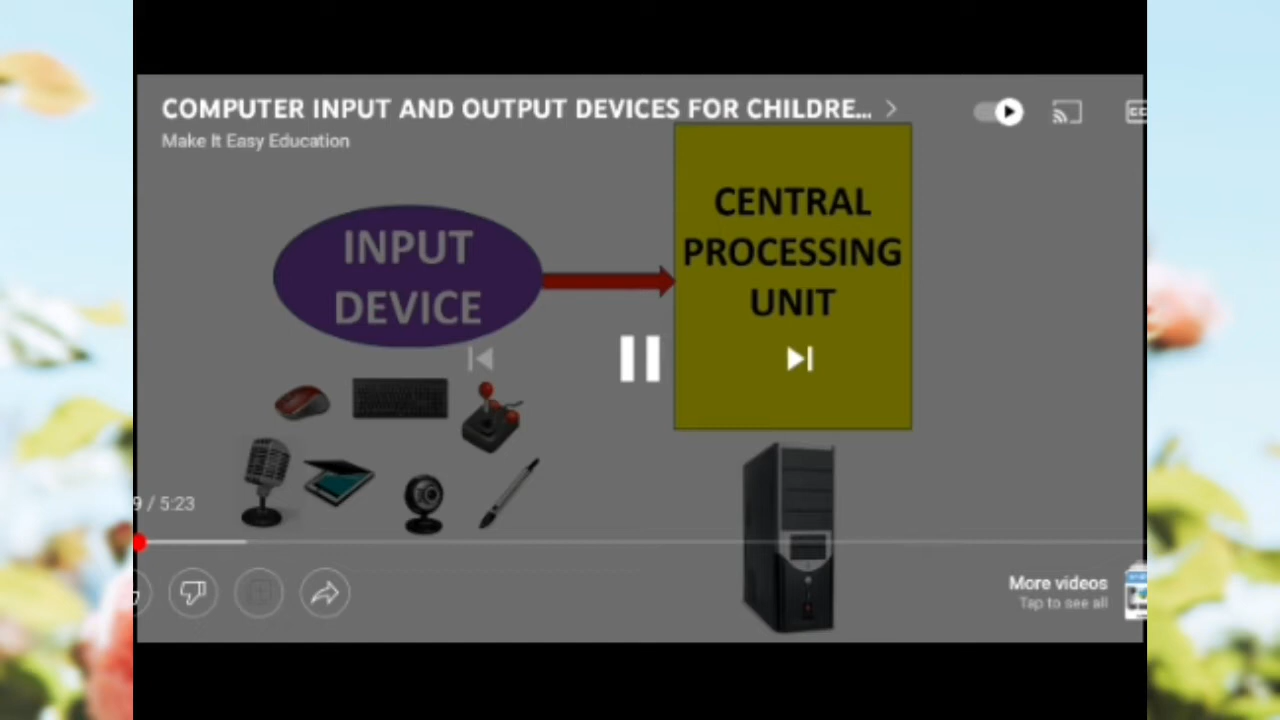 COMPUTER INPUT AND OUTPUT DEVICES FOR CHILDRE...
Make It Easy Education
INPUT
DEVICE
CENTRAL
PROCESSING
UNIT
9 / 5:23
More videos
Tap to see all